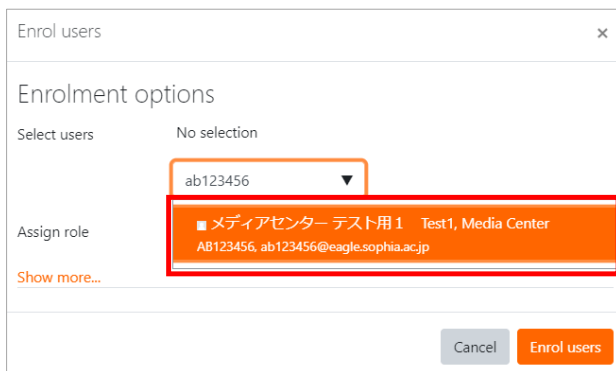 Enrol users ×
Enrolment options
Select users No selection
ab123456 ▼
Assign role
メディアセンター テスト用1 Test1, Media Center
AB123456, ab123456@eagle.sophia.ac.jp
Show more...
Cancel Enrol users